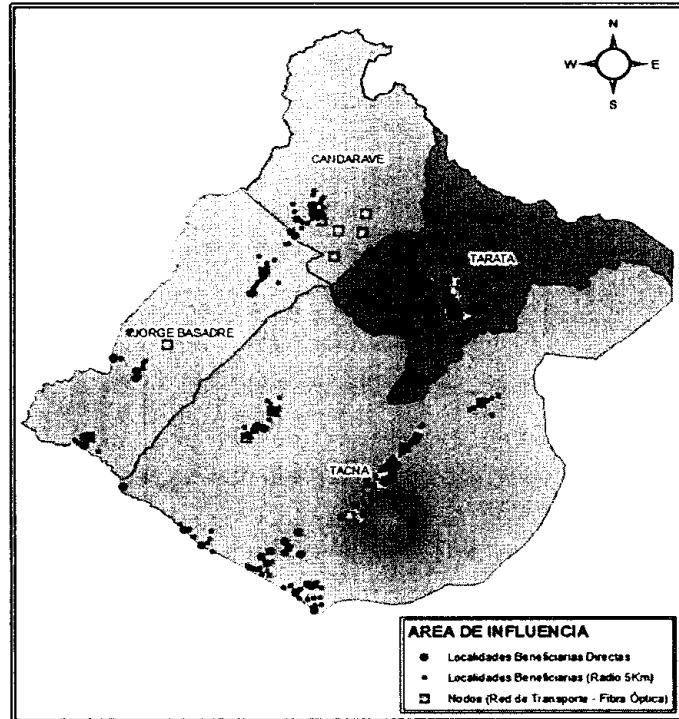 N
W E
S
CANDARAVE
TARATA
JORGE BASADRE
TACNA
AREA DE INFLUENCIA
Localidades Beneficiarias Directas
Localidades Beneficiarias (Radio 5Km)
Nodos (Red de Transporte - Fibra Óptica)